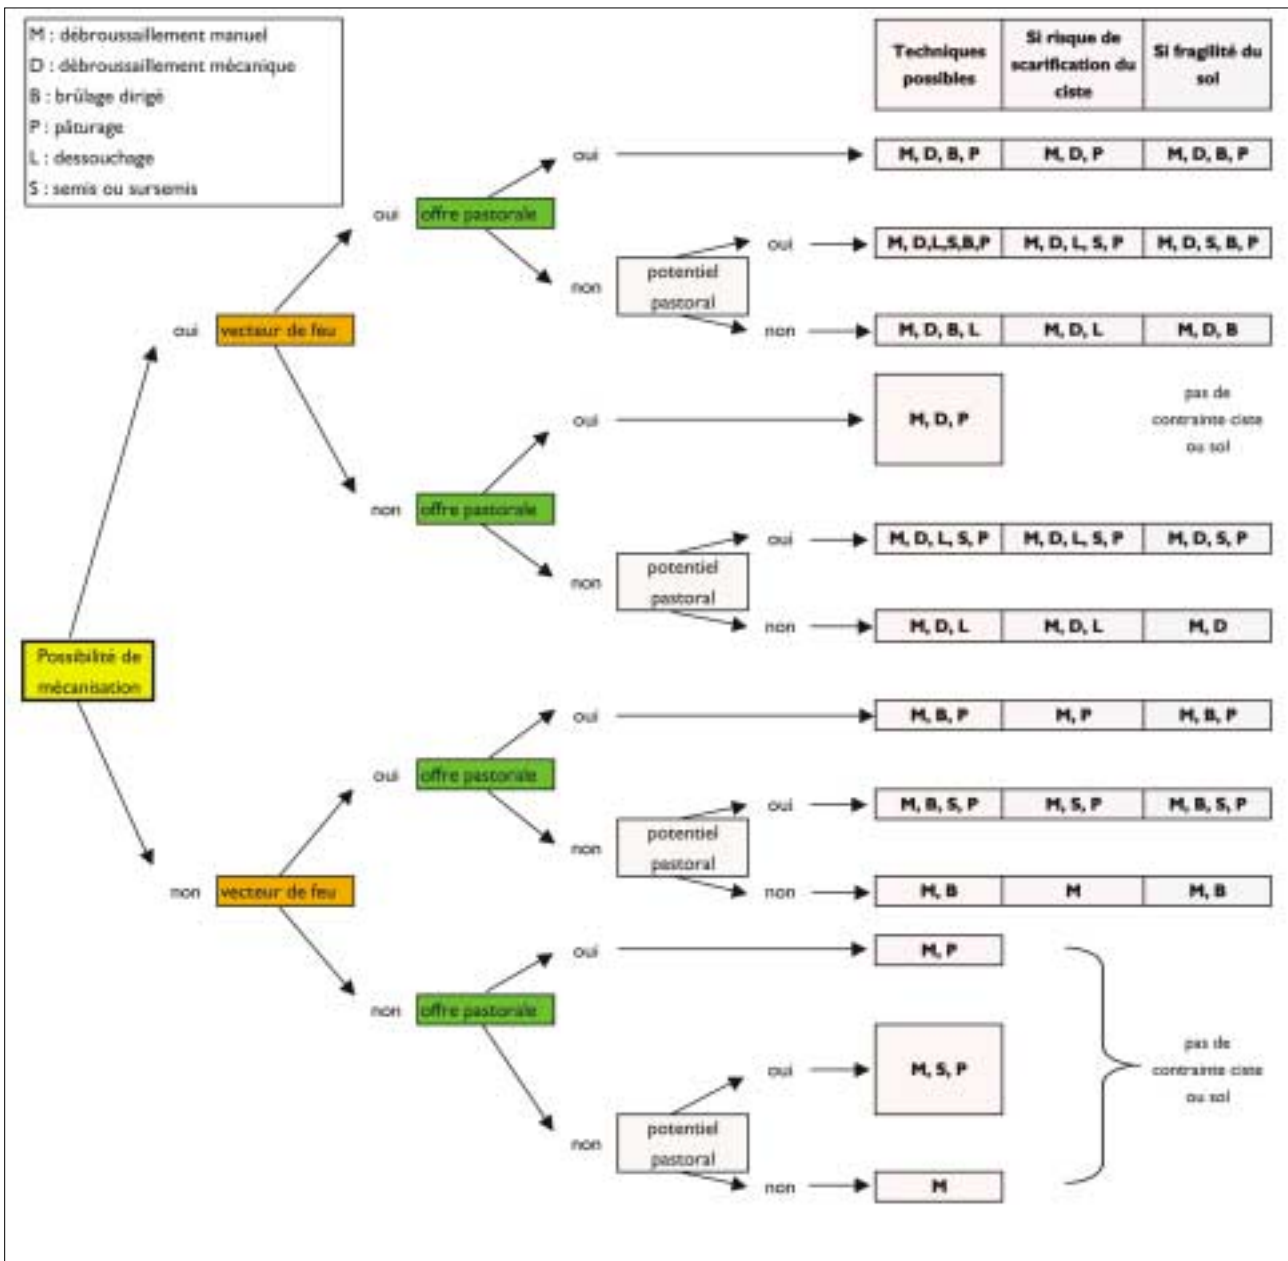 M : débroussaillement manuel
D : débroussaillement mécanique
B : brûlage dirigé
P : pâturage
L : dessouchage
S : semis ou sursemis
Techniques
possibles
Si risque de
scarification du
ciste
Si fragilité du
sol
oui
M, D, B, P
M, D, P
M, D, B, P
oui
offre pastorale
oui
M, D,L,S,B,P
M, D, L, S, P
M, D, S, B, P
non
potentiel
pastoral
non
M, D, B, L
M, D, L
M, D, B
oui
vecteur de feu
oui
M, D, P
pas de
contrainte ciste
ou sol
non
offre pastorale
oui
M, D, L, S, P
M, D, L, S, P
M, D, S, P
non
potentiel
pastoral
non
M, D, L
M, D, L
M, D
Possibilité de
mécanisation
oui
M, B, P
M, P
M, B, P
oui
offre pastorale
oui
M, B, S, P
M, S, P
M, B, S, P
non
potentiel
pastoral
non
M, B
M
M, B
non
vecteur de feu
oui
M, P
non
offre pastorale
oui
M, S, P
pas de
contrainte ciste
ou sol
non
potentiel
pastoral
non
M